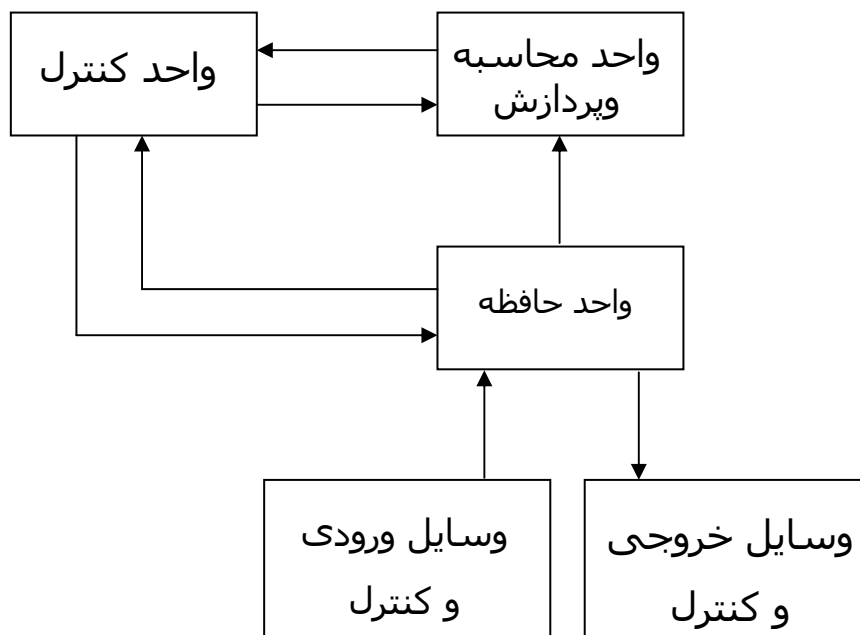 واحد محاسبه
وپردازش
واحد کنترل
واحد حافظه
وسایل خروجی
و کنترل
وسایل ورودی
و کنترل